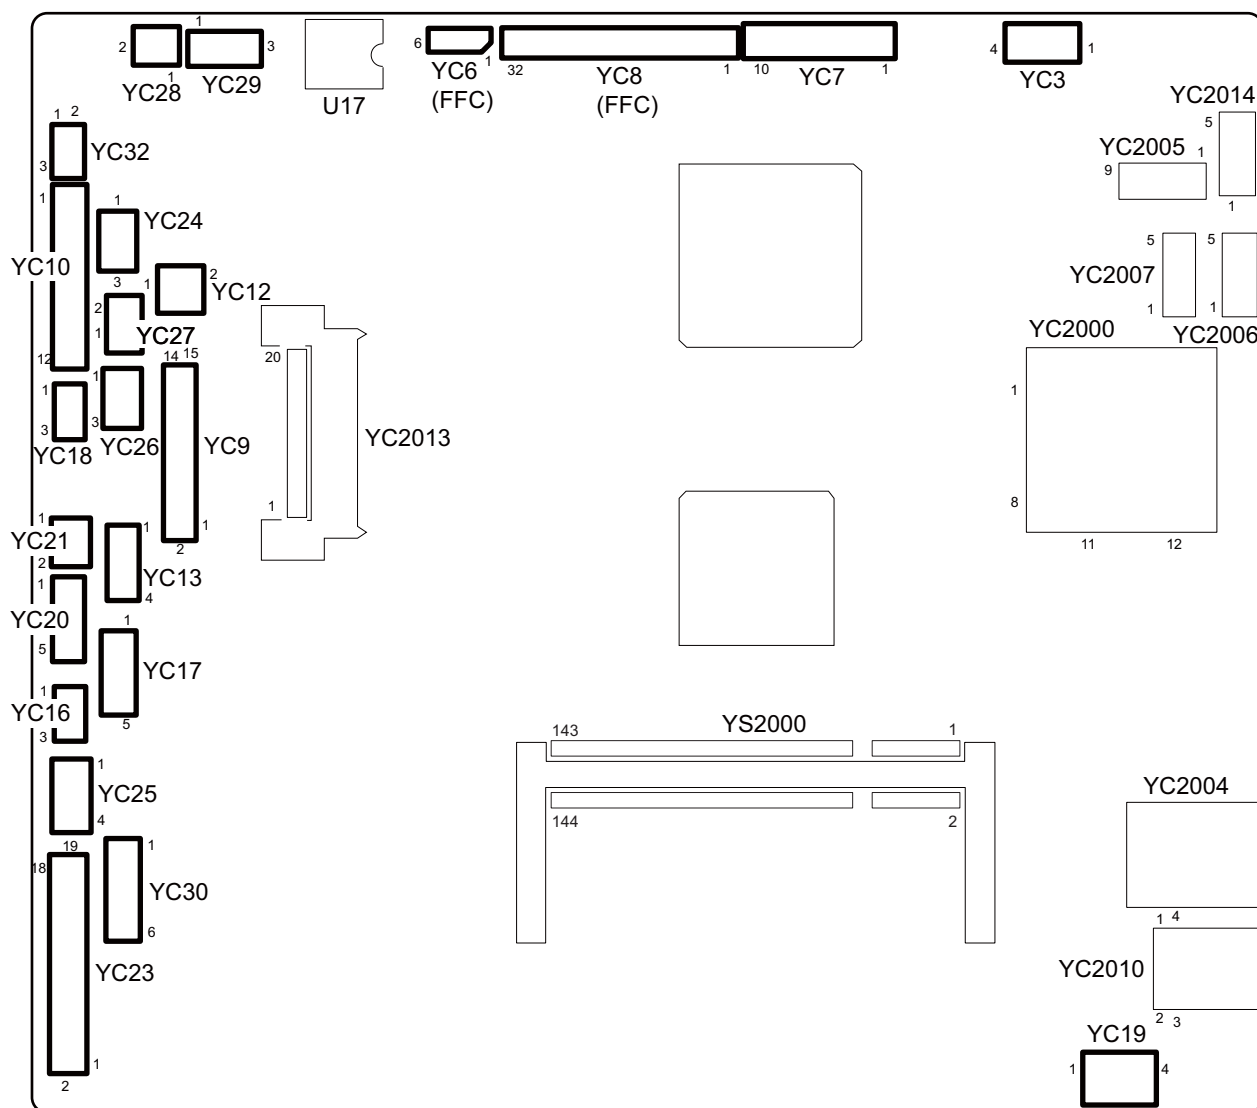 1
2
1
YC28
3
YC29
U17
6
1
YC6
(FFC)
32
1
YC8
(FFC)
10
1
YC7
4
1
YC3
YC2014
5
1
YC2005
9
1
1 2
3
YC32
1
12
YC10
1
3
YC24
1
2
YC12
2
1
YC27
5
1
YC2007
5
1
YC2006
YC2000
1
8
11
12
1
3
YC18
1
3
YC26
14 15
1
2
YC9
20
1
YC2013
1
2
YC21
1
4
YC13
1
5
YC20
1
5
YC17
1
3
YC16
1
4
YC25
YS2000
143
1
144
2
YC2004
1 4
YC2010
2 3
19
18
1
2
YC23
1
6
YC30
YC19
1
4